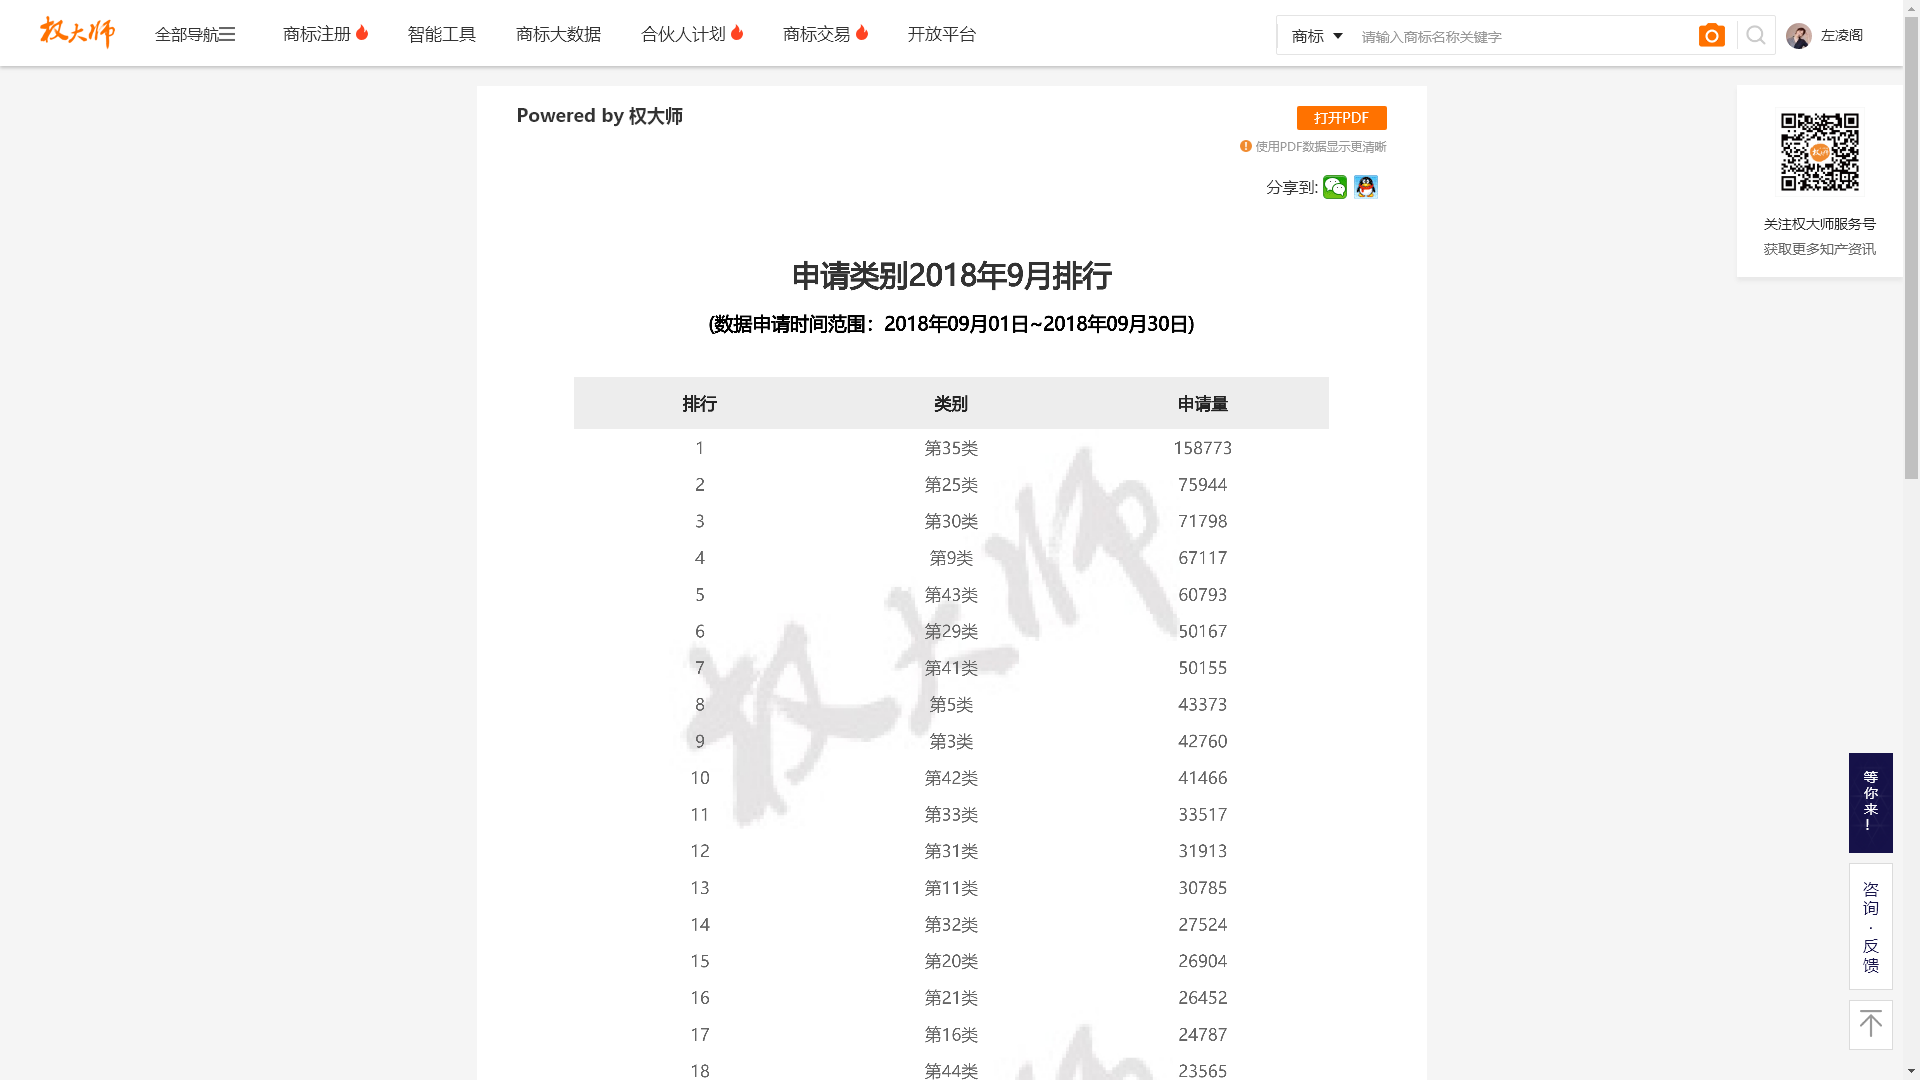 权大师 全部导航 商标注册 智能工具 商标大数据 合伙人计划 商标交易 开放平台 商标 请输入商标名称关键字 左凌阁
Powered by 权大师
打开PDF
使用PDF数据显示更清晰
分享到:
关注权大师服务号
获取更多知产资讯
申请类别2018年9月排行
(数据申请时间范围：2018年09月01日~2018年09月30日)
排行 类别 申请量
1 第35类 158773
2 第25类 75944
3 第30类 71798
4 第9类 67117
5 第43类 60793
6 第29类 50167
7 第41类 50155
8 第5类 43373
9 第3类 42760
10 第42类 41466
11 第33类 33517
12 第31类 31913
13 第11类 30785
14 第32类 27524
15 第20类 26904
16 第21类 26452
17 第16类 24787
18 第44类 23565
权大师
等你来!
咨询·反馈